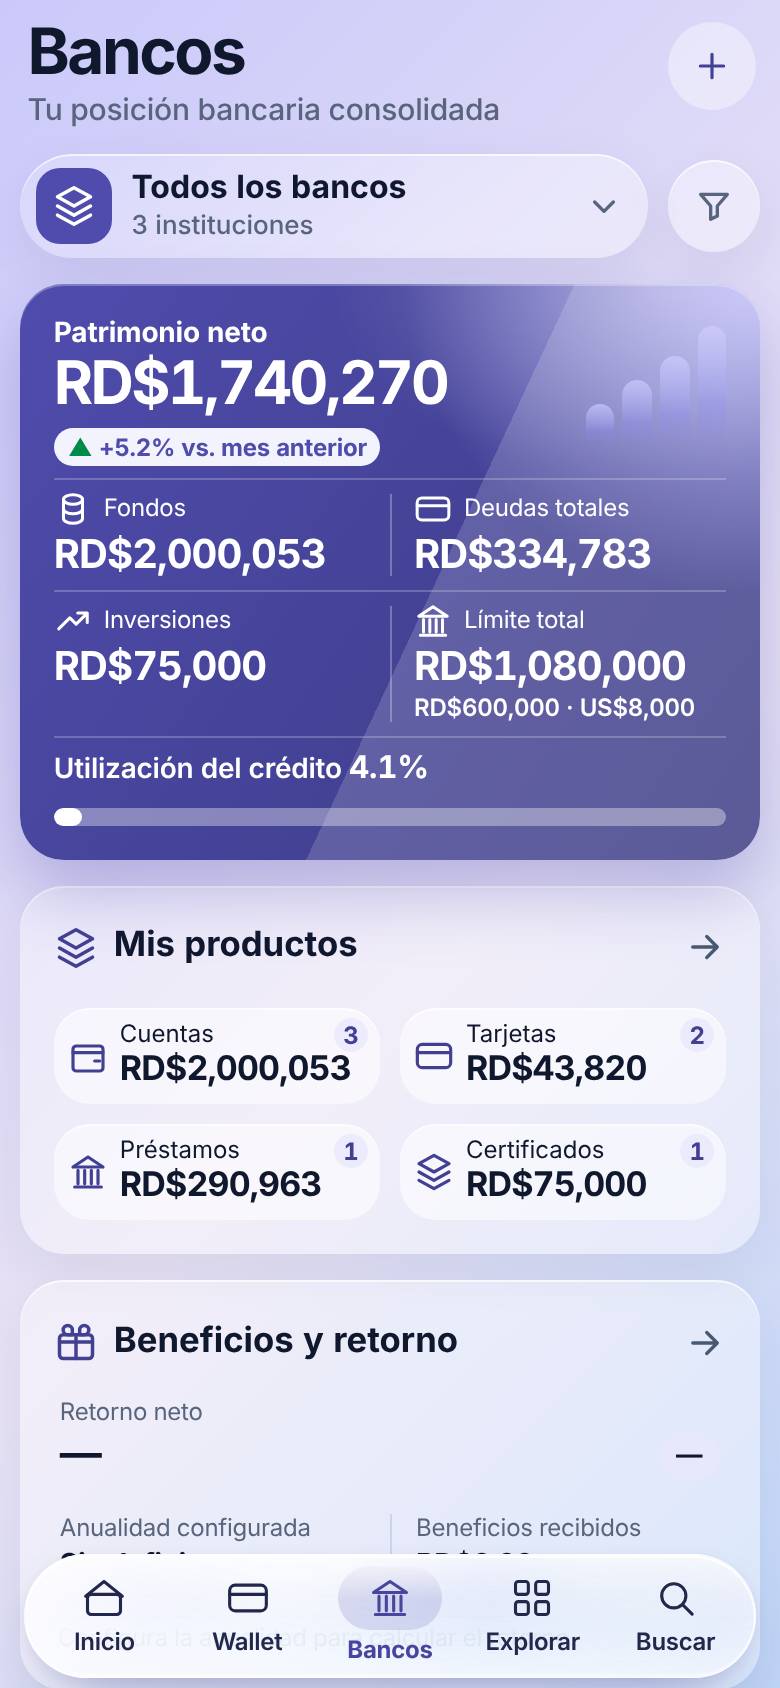 Bancos
Tu posición bancaria consolidada
Todos los bancos
3 instituciones
Patrimonio neto
RD$1,740,270
+5.2% vs. mes anterior
Fondos
RD$2,000,053
Deudas totales
RD$334,783
Inversiones
RD$75,000
Límite total
RD$1,080,000
RD$600,000 · US$8,000
Utilización del crédito 4.1%
Mis productos
Cuentas
3
RD$2,000,053
Tarjetas
2
RD$43,820
Préstamos
1
RD$290,963
Certificados
1
RD$75,000
Beneficios y retorno
Retorno neto
—
—
Anualidad configurada
Beneficios recibidos
Inicio
Wallet
Bancos
Explorar
Buscar